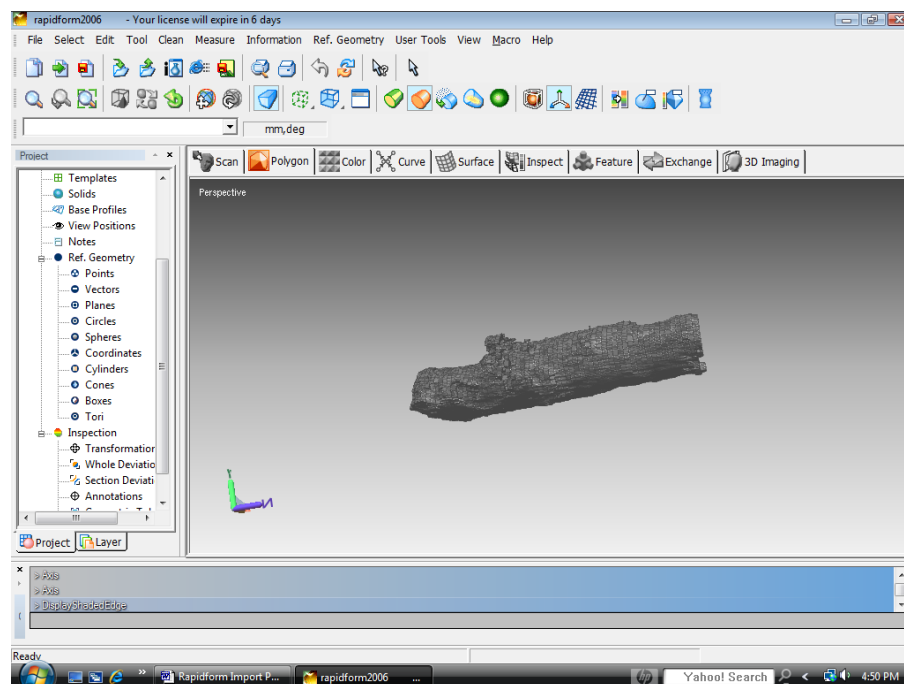 rapidform2006 - Your license will expire in 6 days
File Select Edit Tool Clean Measure Information Ref. Geometry User Tools View Macro Help
mm,deg
Project
Scan Polygon Color Curve Surface Inspect Feature Exchange 3D Imaging
Templates
Solids
Base Profiles
View Positions
Notes
Ref. Geometry
Points
Vectors
Planes
Circles
Spheres
Coordinates
Cylinders
Cones
Boxes
Tori
Inspection
Transformation
Whole Deviatio
Section Deviati
Annotations
Project Layer
Perspective
Y
> Axis
> Axis
> DisplayShadedEdge
Ready
Rapidform Import P... rapidform2006 ... hp Yahoo! Search 4:50 PM